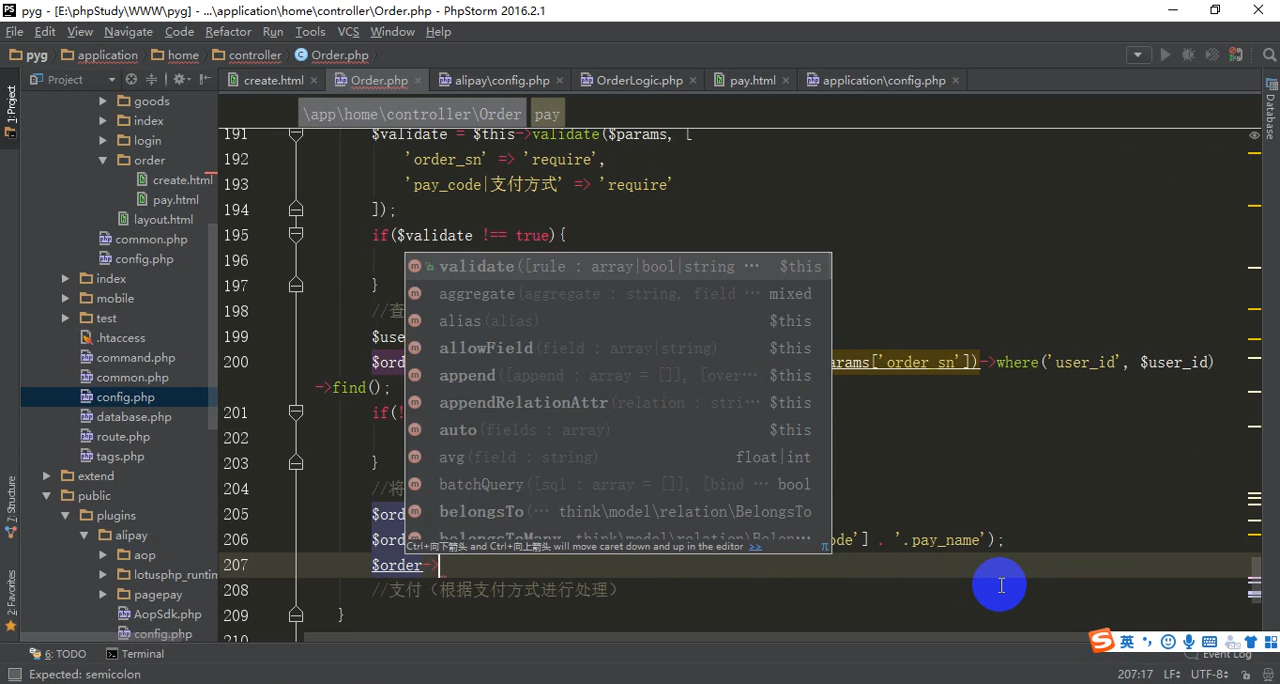 pyg - [E:\phpStudy\WWW\pyg] - ...\application\home\controller\Order.php - PhpStorm 2016.2.1
File Edit View Navigate Code Refactor Run Tools VCS Window Help
pyg application home controller Order.php
Project create.html Order.php alipay\config.php OrderLogic.php pay.html application\config.php
1: Project
7: Structure
2: Favorites
Database
goods
index
login
order
create.html
pay.html
layout.html
common.php
config.php
index
mobile
test
.htaccess
command.php
common.php
config.php
database.php
route.php
tags.php
extend
public
plugins
alipay
aop
lotusphp_runtim
pagepay
AopSdk.php
config.php
\app\home\controller\Order pay
191 $validate = $this->validate($params, [
192 'order_sn' => 'require',
193 'pay_code|支付方式' => 'require'
194 ]);
195 if($validate !== true){
196
197 }
198 //查
199 $use
200 $ord arams['order_sn'])->where('user_id', $user_id)
->find();
201 if(!
202
203 }
204 //将
205 $ord
206 $ord ode'] . '.pay_name');
207 $order->
208 //支付（根据支付方式进行处理）
209 }
210
validate([rule : array|bool|string ··· $this
aggregate(aggregate : string, field ··· mixed
alias(alias) $this
allowField(field : array|string) $this
append([append : array = []], [over··· $this
appendRelationAttr(relation : stri··· $this
auto(fields : array) $this
avg(field : string) float|int
batchQuery([sql : array = []], [bind ··· bool
belongsTo(··· think\model\relation\BelongsTo
belongsToMany
Ctrl+向下箭头 and Ctrl+向上箭头 will move caret down and up in the editor >> π
英
6: TODO Terminal Event Log
Expected: semicolon 207:17 LF UTF-8